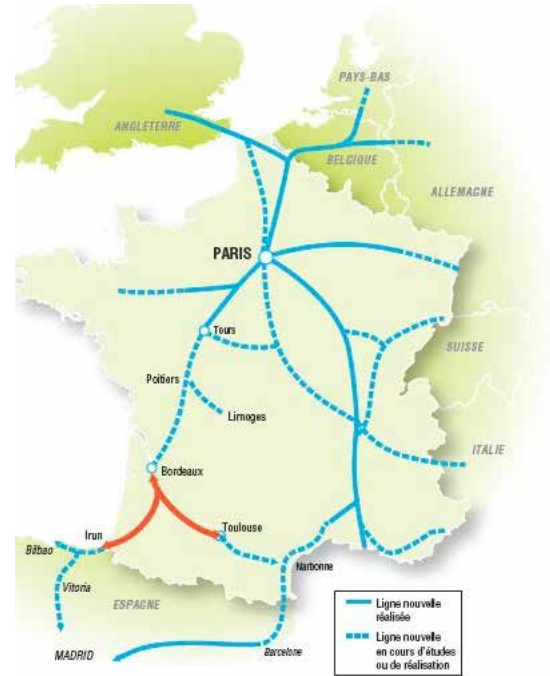 PAYS-BAS
ANGLETERRE
BELGIQUE
ALLEMAGNE
PARIS
Tours
SUISSE
Poitiers
Limoges
ITALIE
Bordeaux
Toulouse
Irun
Bilbao
Narbonne
Vitoria
ESPAGNE
Ligne nouvelle
réalisée
Ligne nouvelle
en cours d'études
ou de réalisation
Barcelone
MADRID